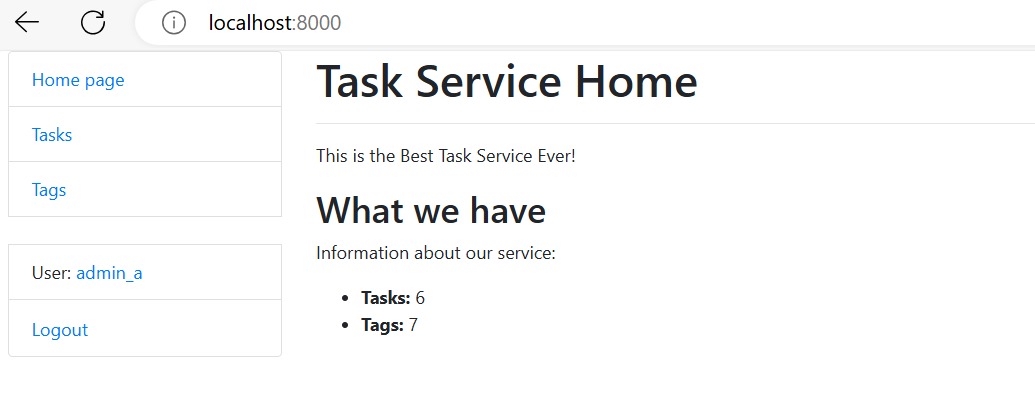 localhost:8000
Home page
Tasks
Tags
User: admin_a
Logout
Task Service Home
This is the Best Task Service Ever!
What we have
Information about our service:
Tasks: 6
Tags: 7